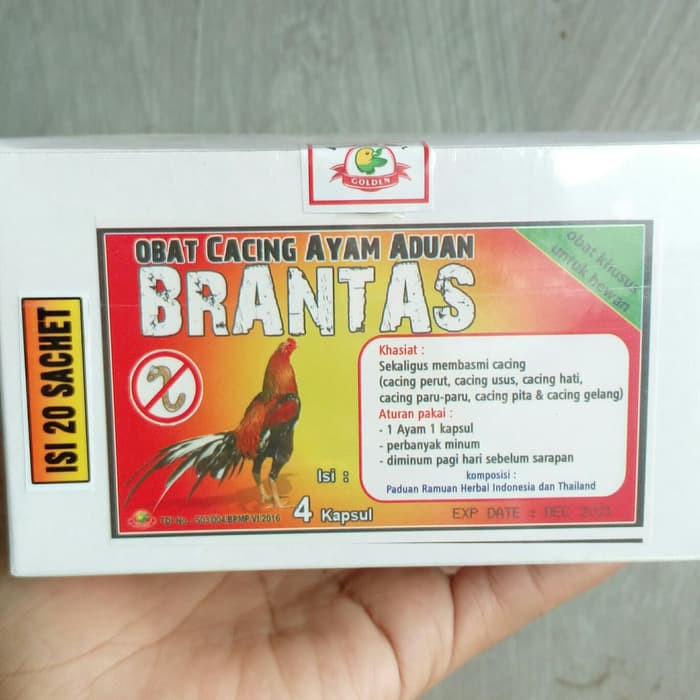 GOLDEN
OBAT CACING AYAM ADUAN
BRANTAS
obat khusus
untuk hewan
ISI 20 SACHET
Khasiat :
Sekaligus membasmi cacing
(cacing perut, cacing usus, cacing hati,
cacing paru-paru, cacing pita & cacing gelang)
Aturan pakai :
- 1 Ayam 1 kapsul
- perbanyak minum
- diminum pagi hari sebelum sarapan
komposisi :
Paduan Ramuan Herbal Indonesia dan Thailand
Isi :
4 Kapsul
TDI No.
EXP DATE : DEC